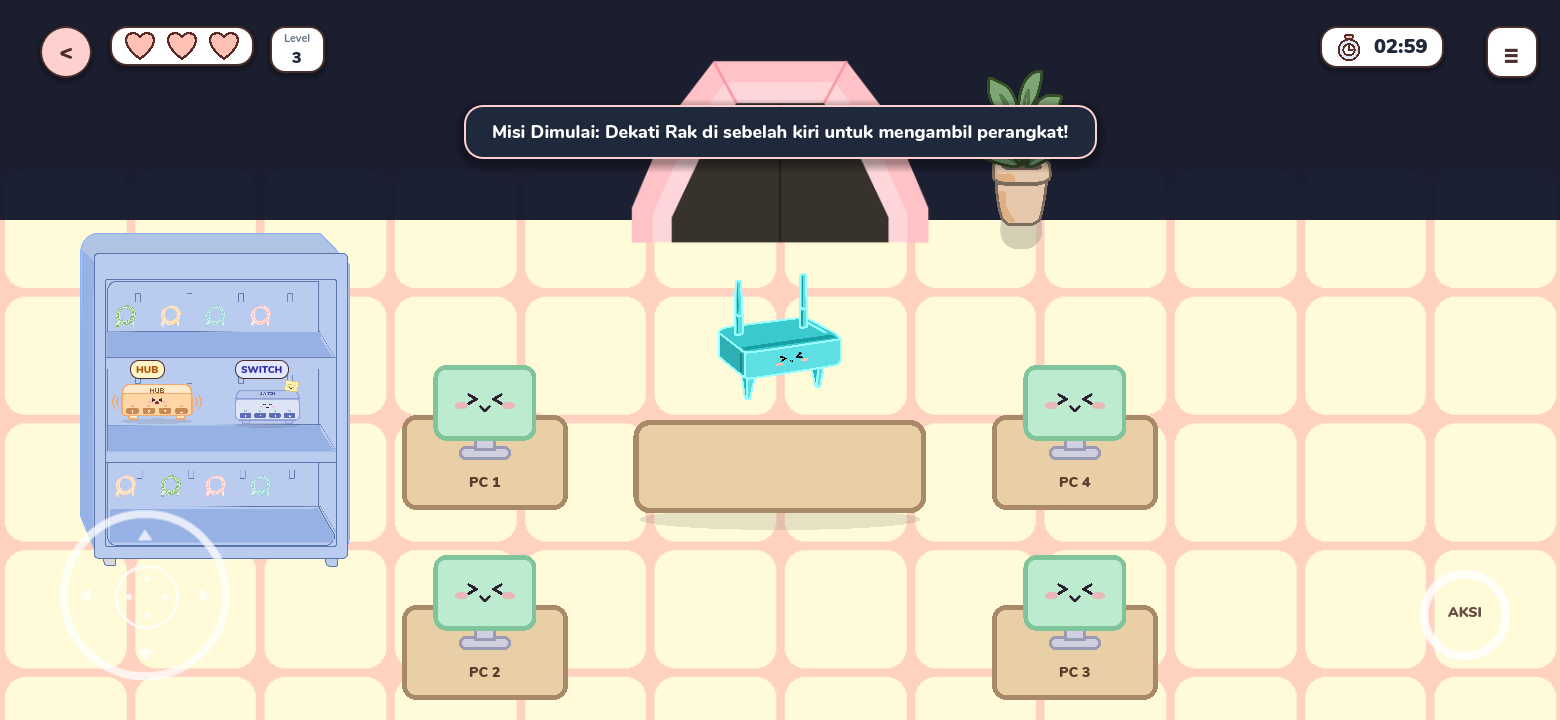 <
Level
3
02:59
Misi Dimulai: Dekati Rak di sebelah kiri untuk mengambil perangkat!
HUB
SWITCH
HUB
PC 1
PC 4
PC 2
PC 3
AKSI